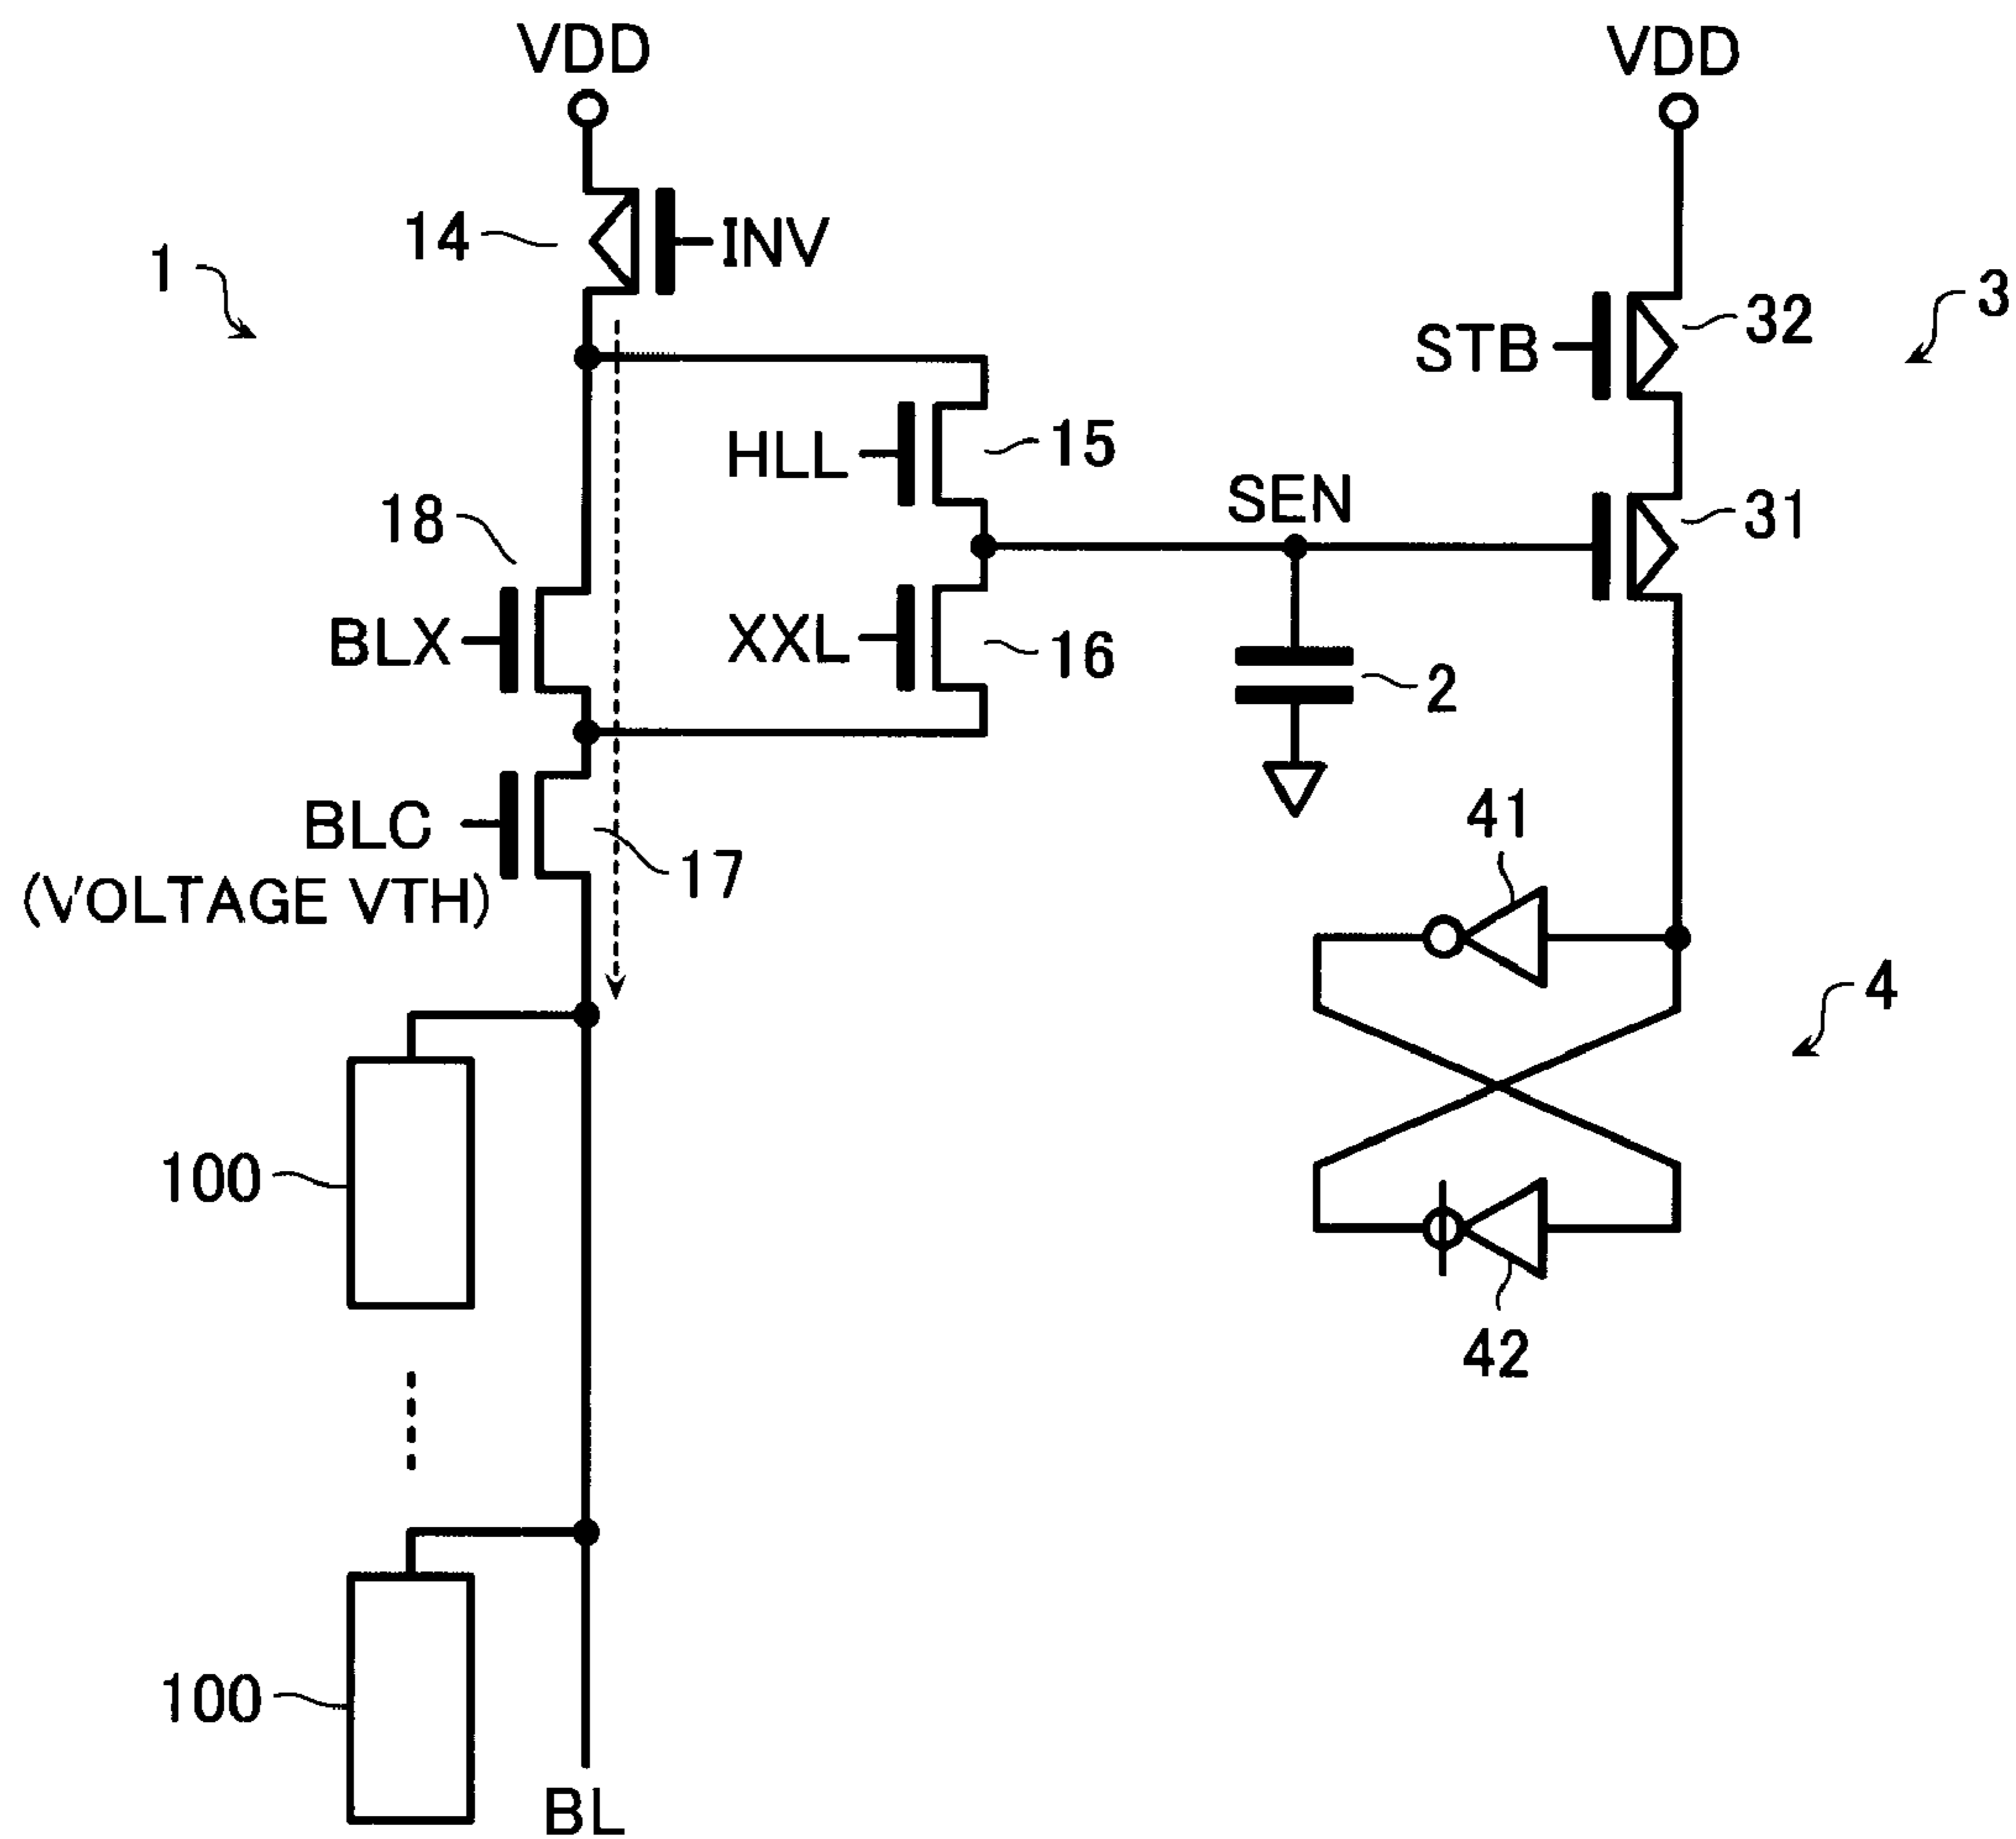 VDD
VDD
14
INV
1
3
32
STB
HLL
15
SEN
31
18
BLX
XXL
16
2
BLC
(VOLTAGE VTH)
17
41
4
100
42
100
BL